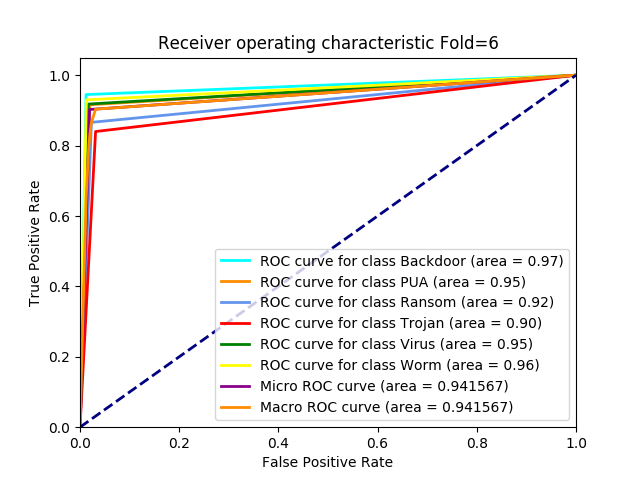 Receiver operating characteristic Fold=6
True Positive Rate
1.0
0.8
0.6
0.4
0.2
0.0
ROC curve for class Backdoor (area = 0.97)
ROC curve for class PUA (area = 0.95)
ROC curve for class Ransom (area = 0.92)
ROC curve for class Trojan (area = 0.90)
ROC curve for class Virus (area = 0.95)
ROC curve for class Worm (area = 0.96)
Micro ROC curve (area = 0.941567)
Macro ROC curve (area = 0.941567)
0.0 0.2 0.4 0.6 0.8 1.0
False Positive Rate